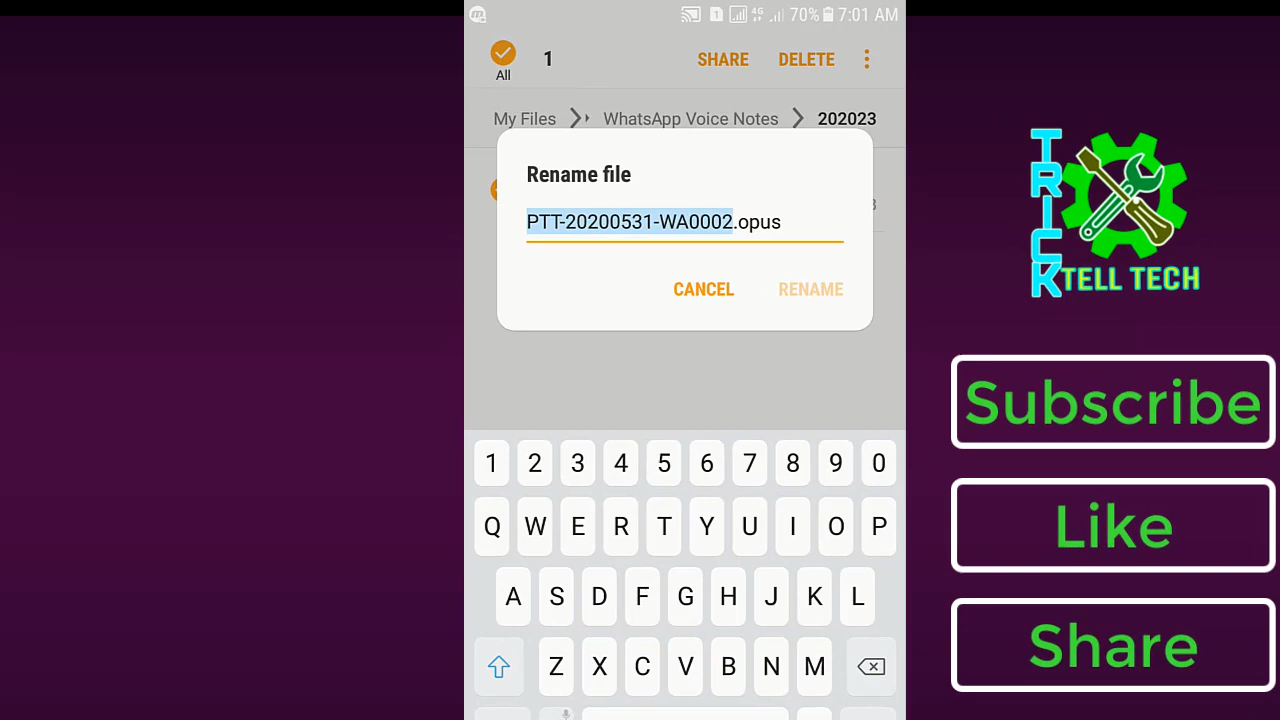 1 4G 70% 7:01 AM
All 1 SHARE DELETE
My Files WhatsApp Voice Notes 202023
Rename file
PTT-20200531-WA0002.opus
CANCEL RENAME
1 2 3 4 5 6 7 8 9 0
Q W E R T Y U I O P
A S D F G H J K L
Z X C V B N M
TRICK
TELL TECH
Subscribe
Like
Share